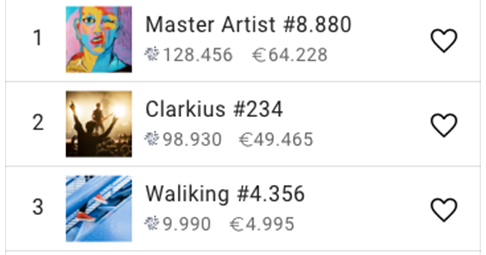 1
Master Artist #8.880
128.456 €64.228
2
Clarkius #234
98.930 €49.465
3
Waliking #4.356
9.990 €4.995